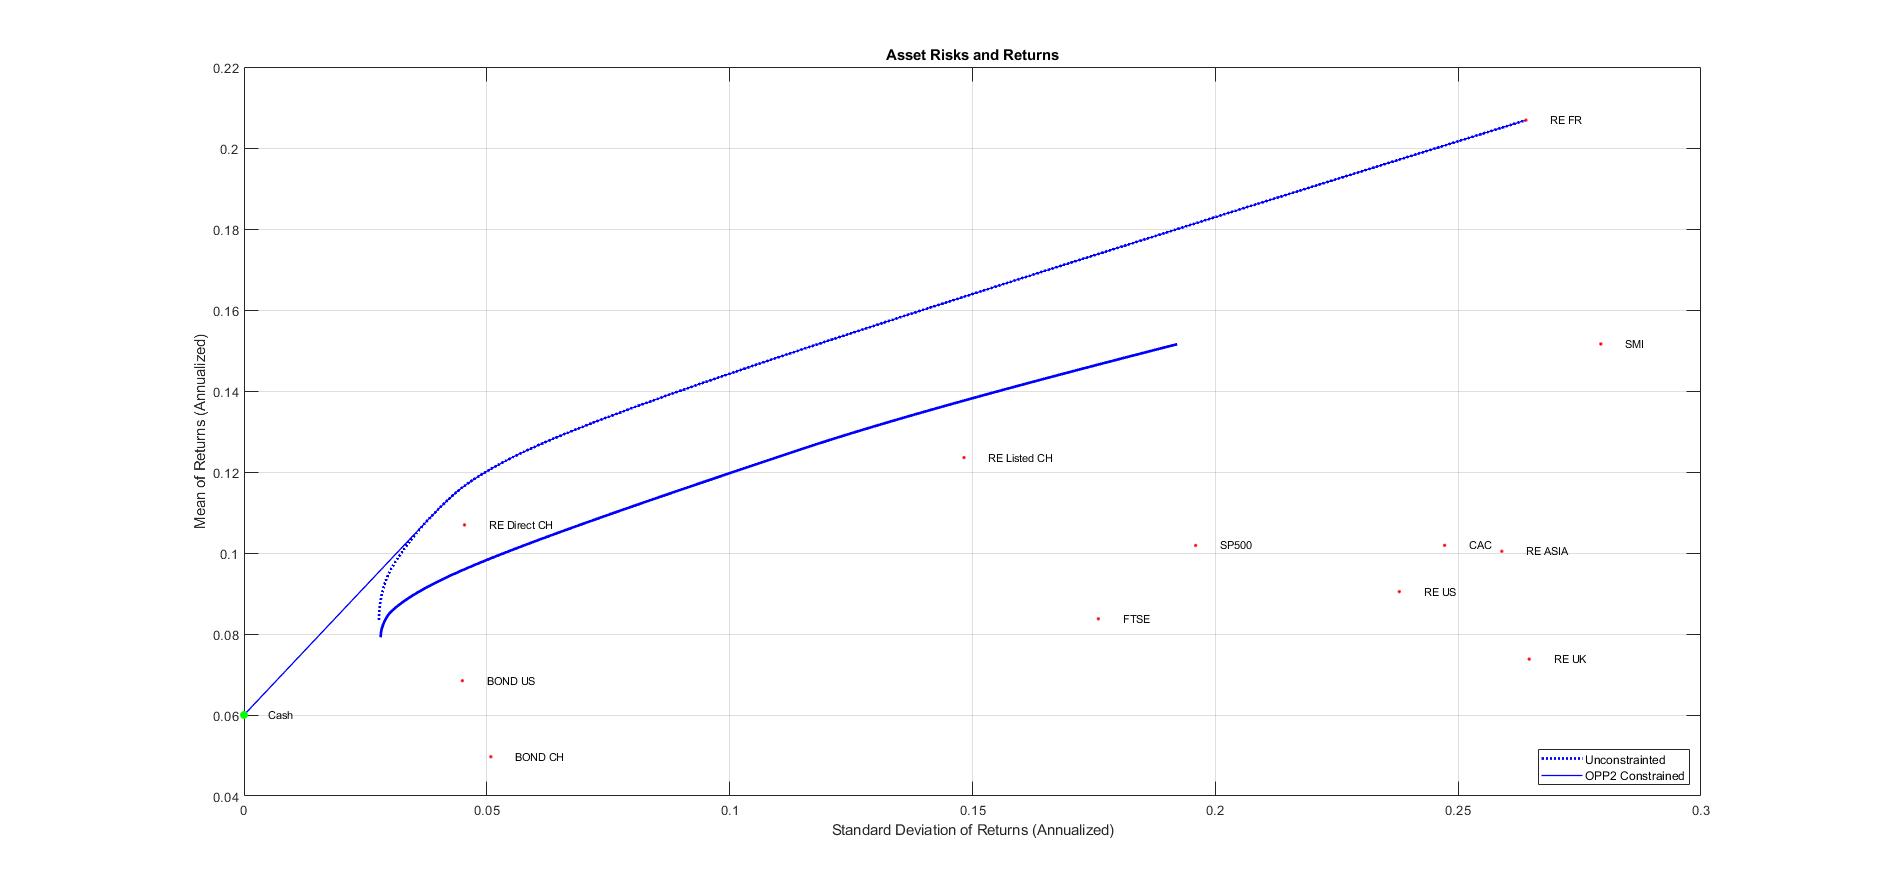 Asset Risks and Returns
0.22
RE FR
0.2
0.18
0.16
SMI
0.14
Mean of Returns (Annualized)
RE Listed CH
0.12
RE Direct CH
SP500
CAC
RE ASIA
0.1
RE US
FTSE
0.08
RE UK
BOND US
0.06
Cash
BOND CH
Unconstrainted
OPP2 Constrained
0.04
0
0.05
0.1
0.15
0.2
0.25
0.3
Standard Deviation of Returns (Annualized)